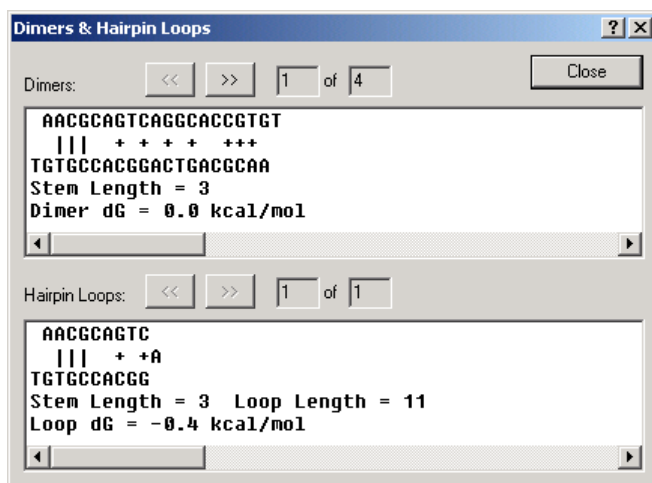 Dimers & Hairpin Loops
Dimers: << >> 1 of 4 Close
AACGCAGTCAGGCACCGTGT
||| + + + + +++
TGTGCCACGGACTGACGCAA
Stem Length = 3
Dimer dG = 0.0 kcal/mol
Hairpin Loops: << >> 1 of 1
AACGCAGTC
||| + +A
TGTGCCACGG
Stem Length = 3 Loop Length = 11
Loop dG = -0.4 kcal/mol